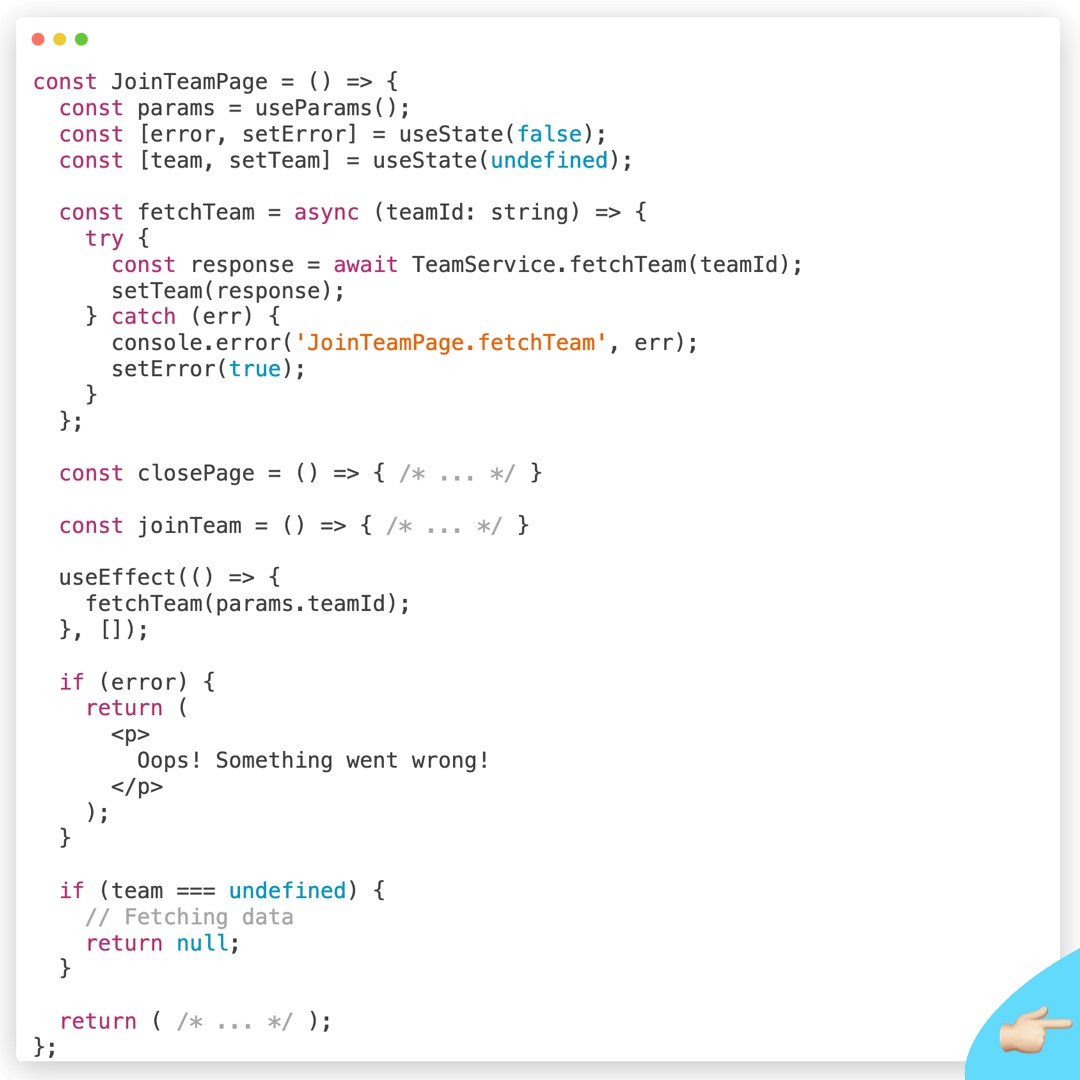 const JoinTeamPage = () => {
  const params = useParams();
  const [error, setError] = useState(false);
  const [team, setTeam] = useState(undefined);

  const fetchTeam = async (teamId: string) => {
    try {
      const response = await TeamService.fetchTeam(teamId);
      setTeam(response);
    } catch (err) {
      console.error('JoinTeamPage.fetchTeam', err);
      setError(true);
    }
  };

  const closePage = () => { /* ... */ }

  const joinTeam = () => { /* ... */ }

  useEffect(() => {
    fetchTeam(params.teamId);
  }, []);

  if (error) {
    return (
      <p>
        Oops! Something went wrong!
      </p>
    );
  }

  if (team === undefined) {
    // Fetching data
    return null;
  }

  return ( /* ... */ );
};